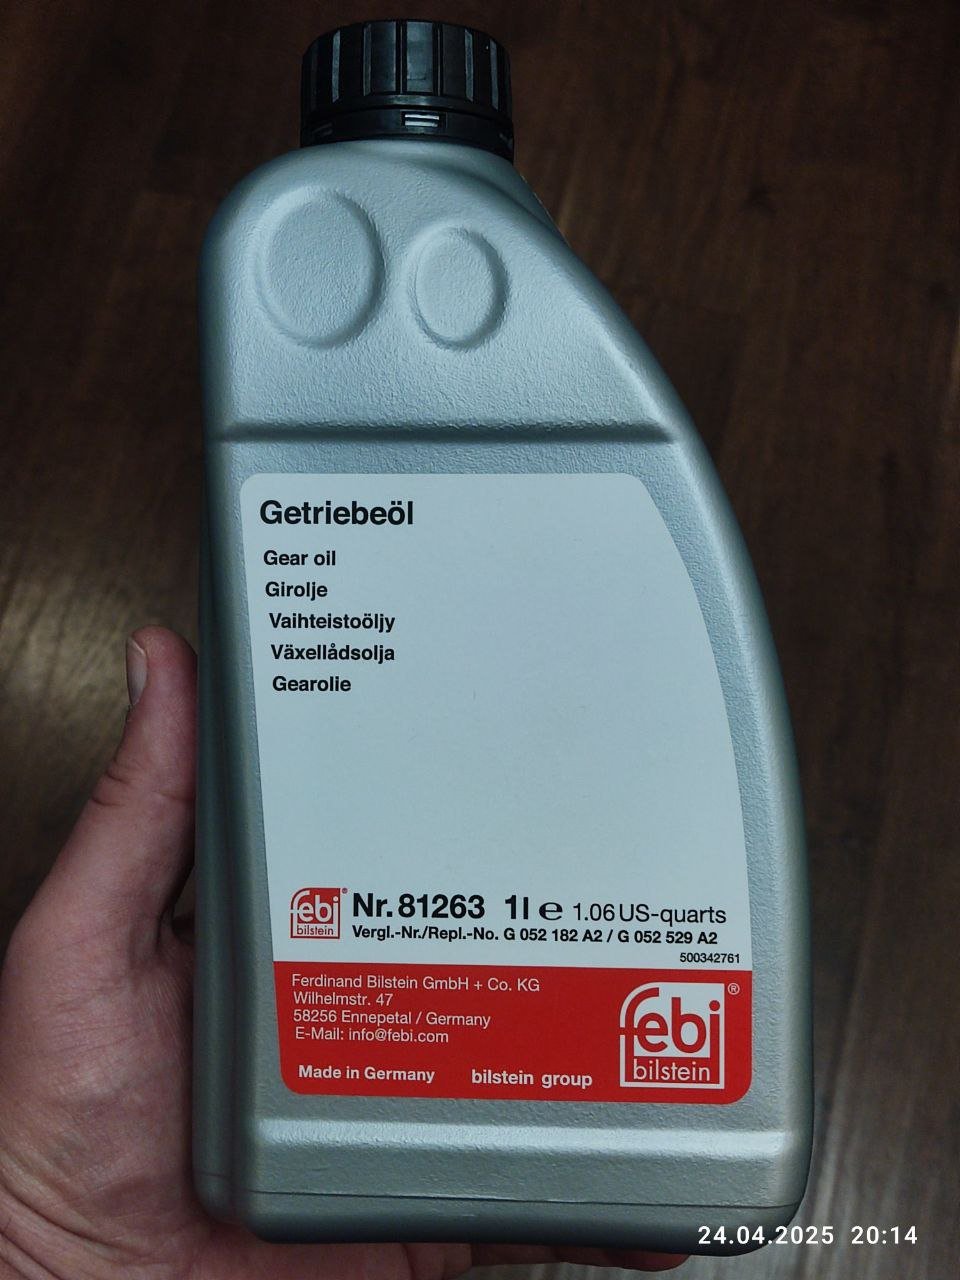 Getriebeöl
Gear oil
Girolje
Vaihteistoöljy
Växellådsolja
Gearolie
febi® bilstein
Nr. 81263 1l ℮ 1.06 US-quarts
Vergl.-Nr./Repl.-No. G 052 182 A2 / G 052 529 A2
500342761
Ferdinand Bilstein GmbH + Co. KG
Wilhelmstr. 47
58256 Ennepetal / Germany
E-Mail: info@febi.com
Made in Germany bilstein group
febi®
bilstein
24.04.2025 20:14